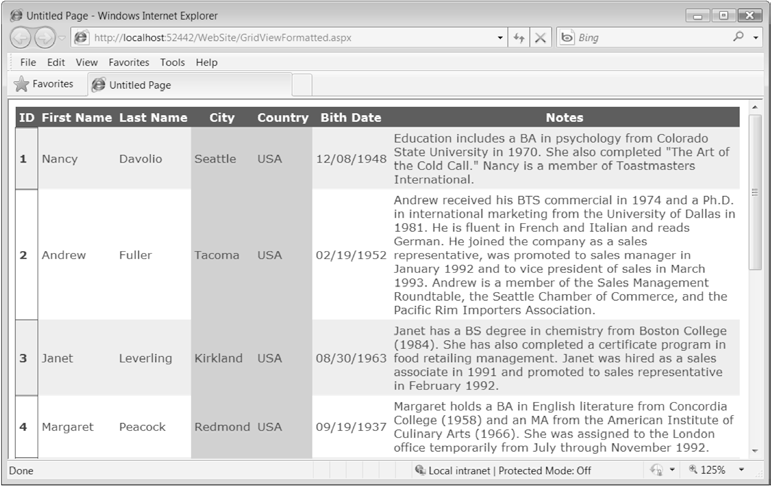 Untitled Page - Windows Internet Explorer
http://localhost:52442/WebSite/GridViewFormatted.aspx
Bing
File Edit View Favorites Tools Help
Favorites
Untitled Page
ID First Name Last Name City Country Bith Date Notes
1 Nancy Davolio Seattle USA 12/08/1948
Education includes a BA in psychology from Colorado
State University in 1970. She also completed "The Art of
the Cold Call." Nancy is a member of Toastmasters
International.
2 Andrew Fuller Tacoma USA 02/19/1952
Andrew received his BTS commercial in 1974 and a Ph.D.
in international marketing from the University of Dallas in
1981. He is fluent in French and Italian and reads
German. He joined the company as a sales
representative, was promoted to sales manager in
January 1992 and to vice president of sales in March
1993. Andrew is a member of the Sales Management
Roundtable, the Seattle Chamber of Commerce, and the
Pacific Rim Importers Association.
3 Janet Leverling Kirkland USA 08/30/1963
Janet has a BS degree in chemistry from Boston College
(1984). She has also completed a certificate program in
food retailing management. Janet was hired as a sales
associate in 1991 and promoted to sales representative
in February 1992.
4 Margaret Peacock Redmond USA 09/19/1937
Margaret holds a BA in English literature from Concordia
College (1958) and an MA from the American Institute of
Culinary Arts (1966). She was assigned to the London
office temporarily from July through November 1992.
Done
Local intranet | Protected Mode: Off
125%